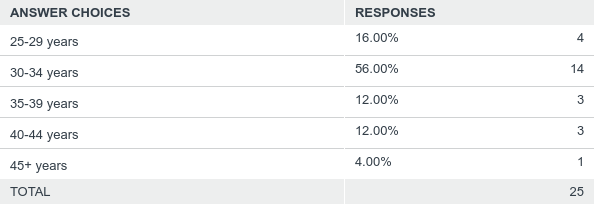 ANSWER CHOICES RESPONSES
25-29 years 16.00% 4
30-34 years 56.00% 14
35-39 years 12.00% 3
40-44 years 12.00% 3
45+ years 4.00% 1
TOTAL 25